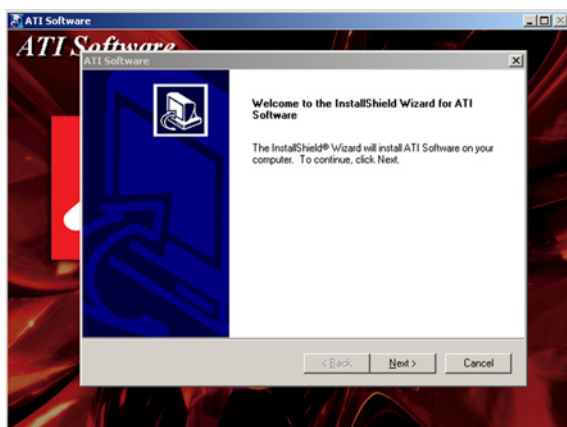 ATI Software
ATI Software
ATI Software
Welcome to the InstallShield Wizard for ATI
Software
The InstallShield® Wizard will install ATI Software on your
computer. To continue, click Next.
< Back
Next >
Cancel